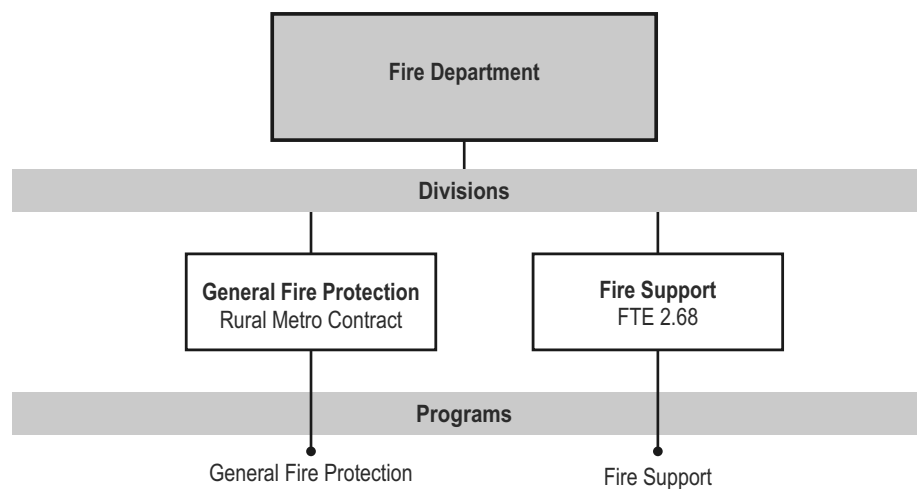 Fire Department
Divisions
General Fire Protection
Rural Metro Contract
Fire Support
FTE 2.68
Programs
General Fire Protection
Fire Support